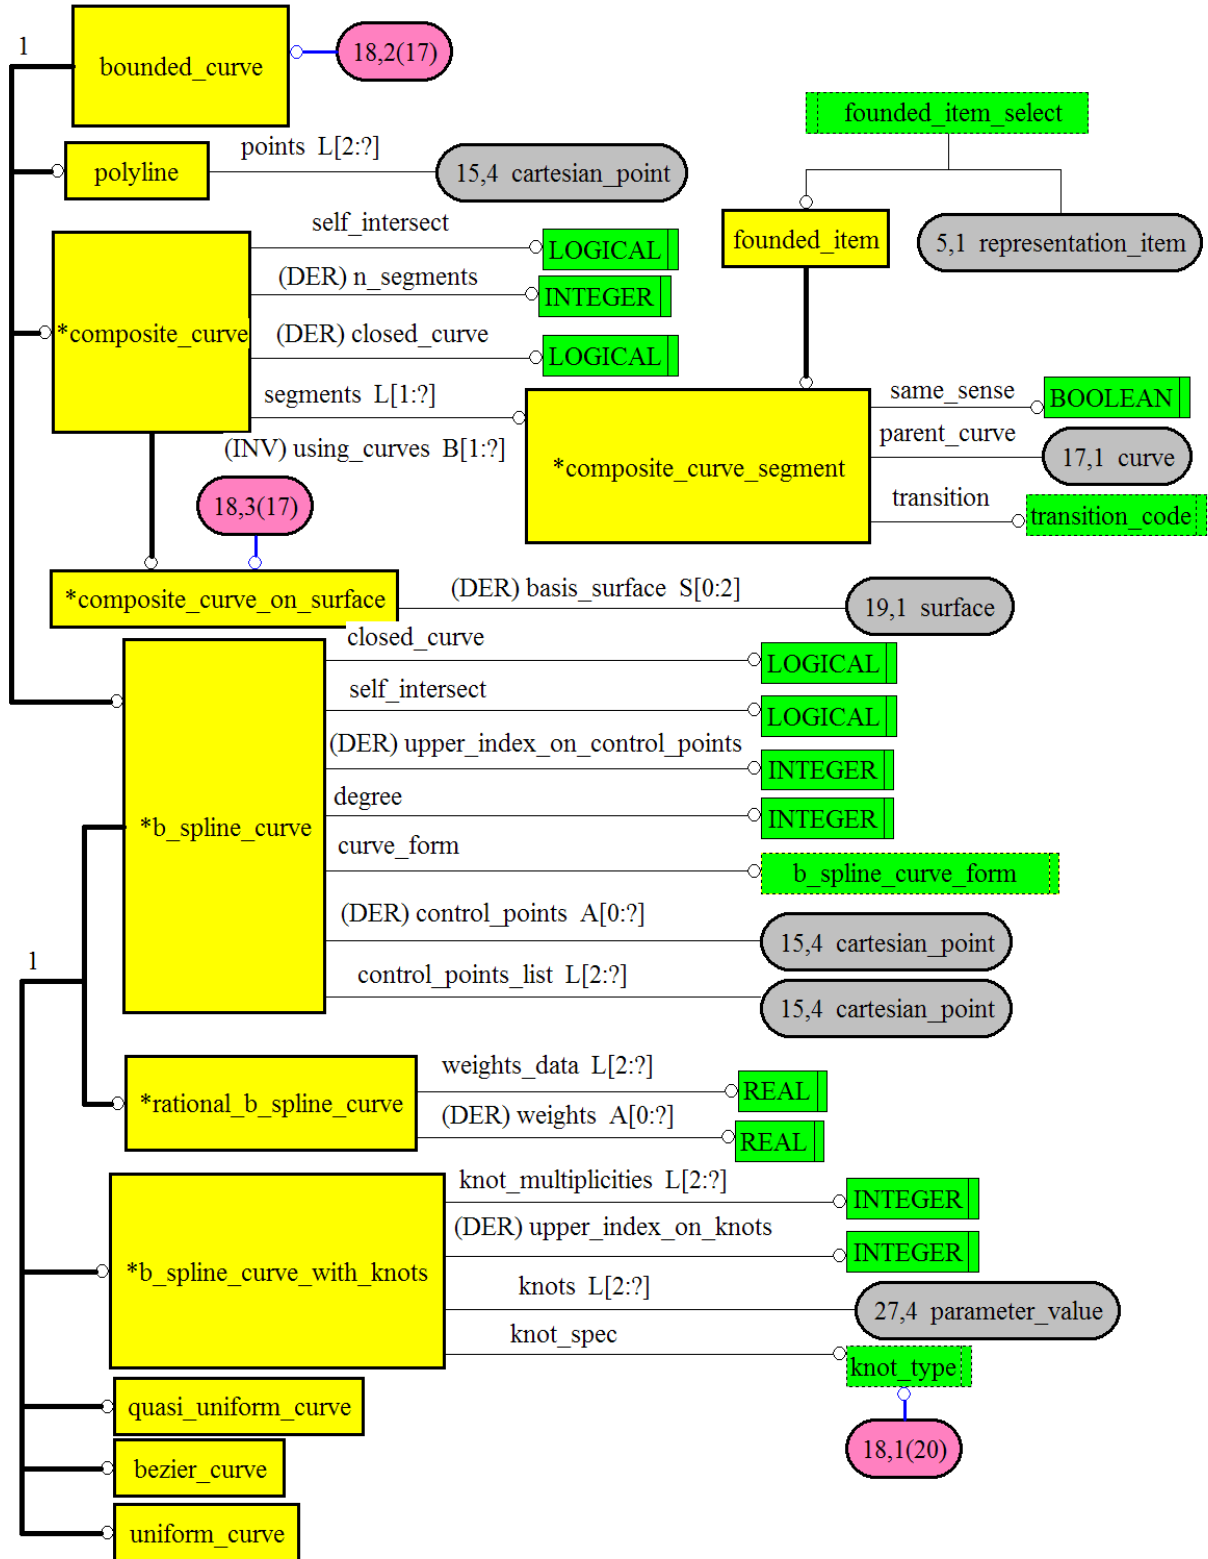 1
bounded_curve
18,2(17)
founded_item_select
polyline
points L[2:?]
15,4 cartesian_point
founded_item
5,1 representation_item
*composite_curve
self_intersect
LOGICAL
(DER) n_segments
INTEGER
(DER) closed_curve
LOGICAL
segments L[1:?]
(INV) using_curves B[1:?]
*composite_curve_segment
same_sense
BOOLEAN
parent_curve
17,1 curve
transition
transition_code
18,3(17)
*composite_curve_on_surface
(DER) basis_surface S[0:2]
19,1 surface
*b_spline_curve
closed_curve
LOGICAL
self_intersect
LOGICAL
(DER) upper_index_on_control_points
INTEGER
degree
INTEGER
curve_form
b_spline_curve_form
(DER) control_points A[0:?]
15,4 cartesian_point
control_points_list L[2:?]
15,4 cartesian_point
1
*rational_b_spline_curve
weights_data L[2:?]
REAL
(DER) weights A[0:?]
REAL
*b_spline_curve_with_knots
knot_multiplicities L[2:?]
INTEGER
(DER) upper_index_on_knots
INTEGER
knots L[2:?]
27,4 parameter_value
knot_spec
knot_type
18,1(20)
quasi_uniform_curve
bezier_curve
uniform_curve